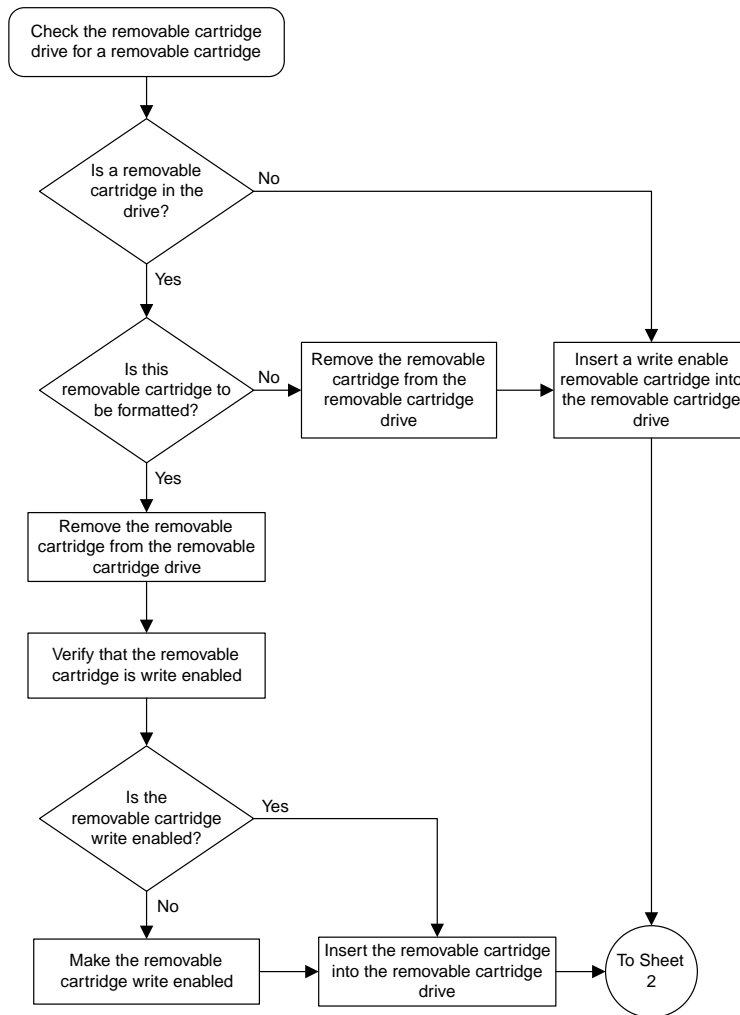 Check the removable cartridge
drive for a removable cartridge
Is a removable
cartridge in the
drive?
No
Yes
Is this
removable cartridge to
be formatted?
No
Remove the removable
cartridge from the
removable cartridge
drive
Insert a write enable
removable cartridge into
the removable cartridge
drive
Yes
Remove the removable
cartridge from the removable
cartridge drive
Verify that the removable
cartridge is write enabled
Is the
removable cartridge
write enabled?
Yes
No
Make the removable
cartridge write enabled
Insert the removable cartridge
into the removable cartridge
drive
To Sheet
2